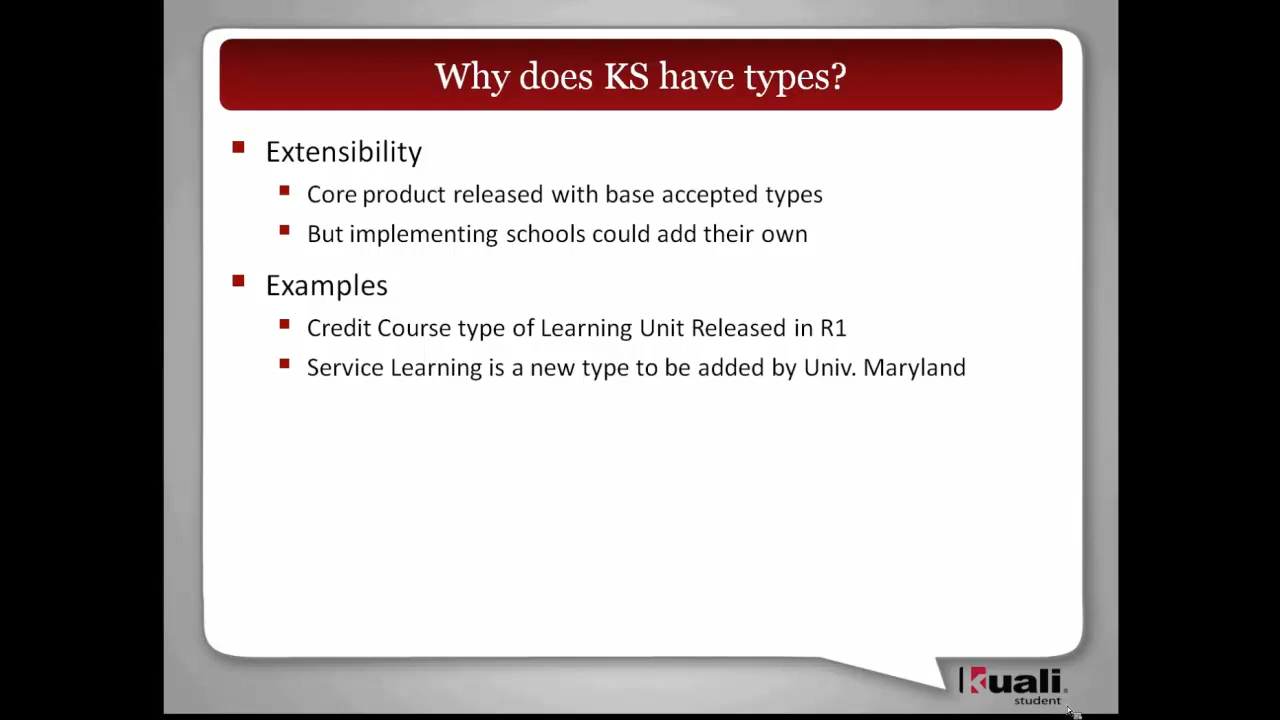 Why does KS have types?
Extensibility
Core product released with base accepted types
But implementing schools could add their own
Examples
Credit Course type of Learning Unit Released in R1
Service Learning is a new type to be added by Univ. Maryland
Kuali
student